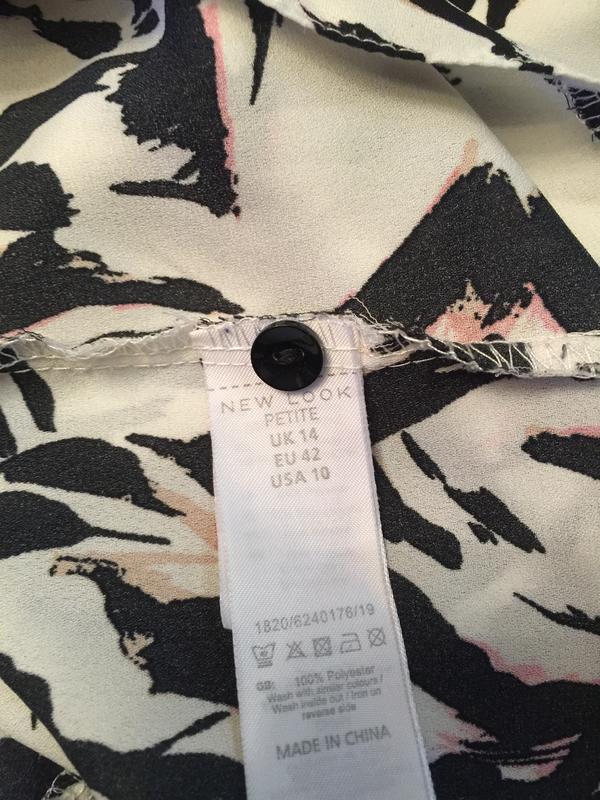 NEW LOOK
PETITE
UK 14
EU 42
USA 10
1820/6240176/19
GB: 100% Polyester
Wash with similar colours /
Wash inside out / Iron on
reverse side
MADE IN CHINA